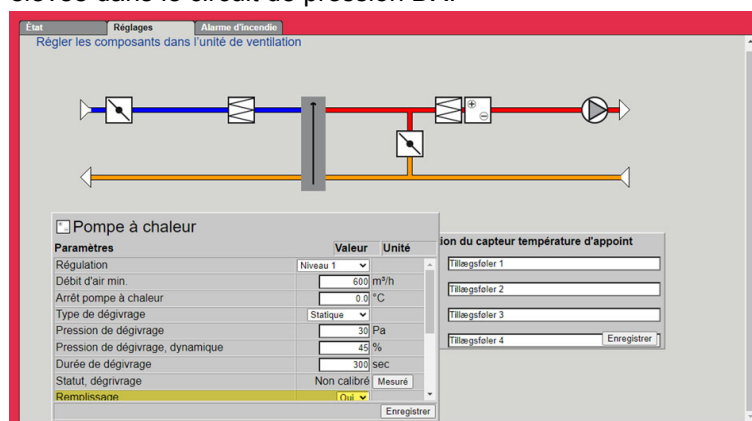 État Réglages Alarme d'incendie
Régler les composants dans l'unité de ventilation
Pompe à chaleur
Paramètres Valeur Unité
Régulation Niveau 1
Débit d'air min. 600 m³/h
Arrêt pompe à chaleur 0.0 °C
Type de dégivrage Statique
Pression de dégivrage 30 Pa
Pression de dégivrage, dynamique 45 %
Durée de dégivrage 300 sec
Statut, dégrivrage Non calibré Mesuré
Remplissage Oui
Enregistrer
ion du capteur température d'appoint
Tillægsføler 1
Tillægsføler 2
Tillægsføler 3
Tillægsføler 4 Enregistrer